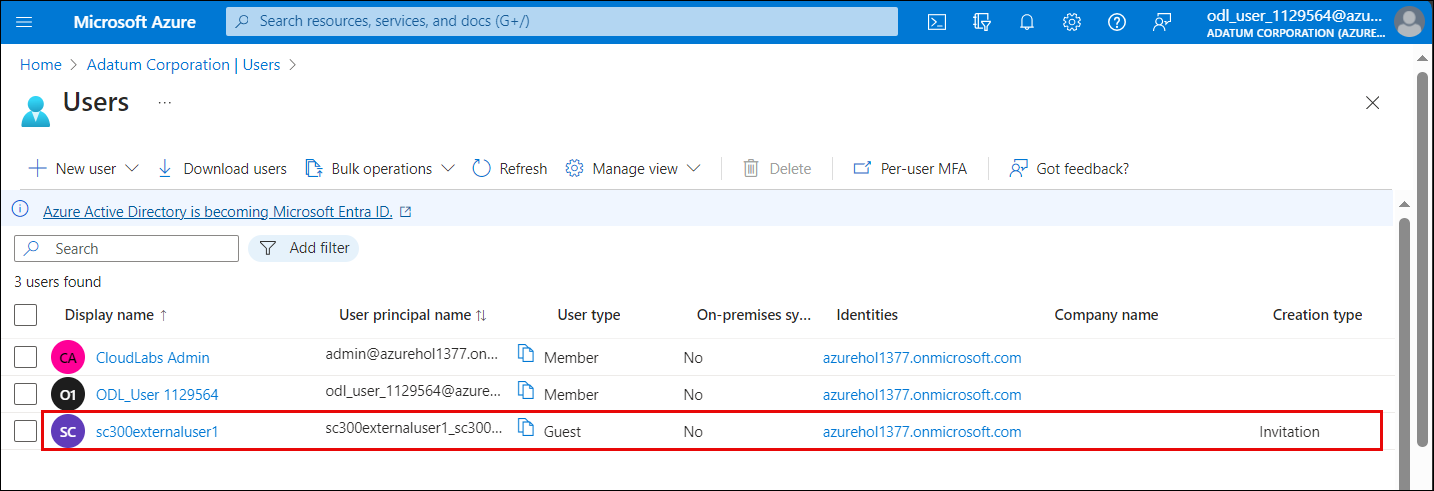 Microsoft Azure Search resources, services, and docs (G+/) odl_user_1129564@azu...
ADATUM CORPORATION (AZURE...
Home > Adatum Corporation | Users >
Users ...
New user Download users Bulk operations Refresh Manage view Delete Per-user MFA Got feedback?
Azure Active Directory is becoming Microsoft Entra ID.
Search Add filter
3 users found
Display name ↑ User principal name ↑↓ User type On-premises sy... Identities Company name Creation type
CA CloudLabs Admin admin@azurehol1377.on... Member No azurehol1377.onmicrosoft.com
O1 ODL_User 1129564 odl_user_1129564@azure... Member No azurehol1377.onmicrosoft.com
SC sc300externaluser1 sc300externaluser1_sc300... Guest No azurehol1377.onmicrosoft.com Invitation